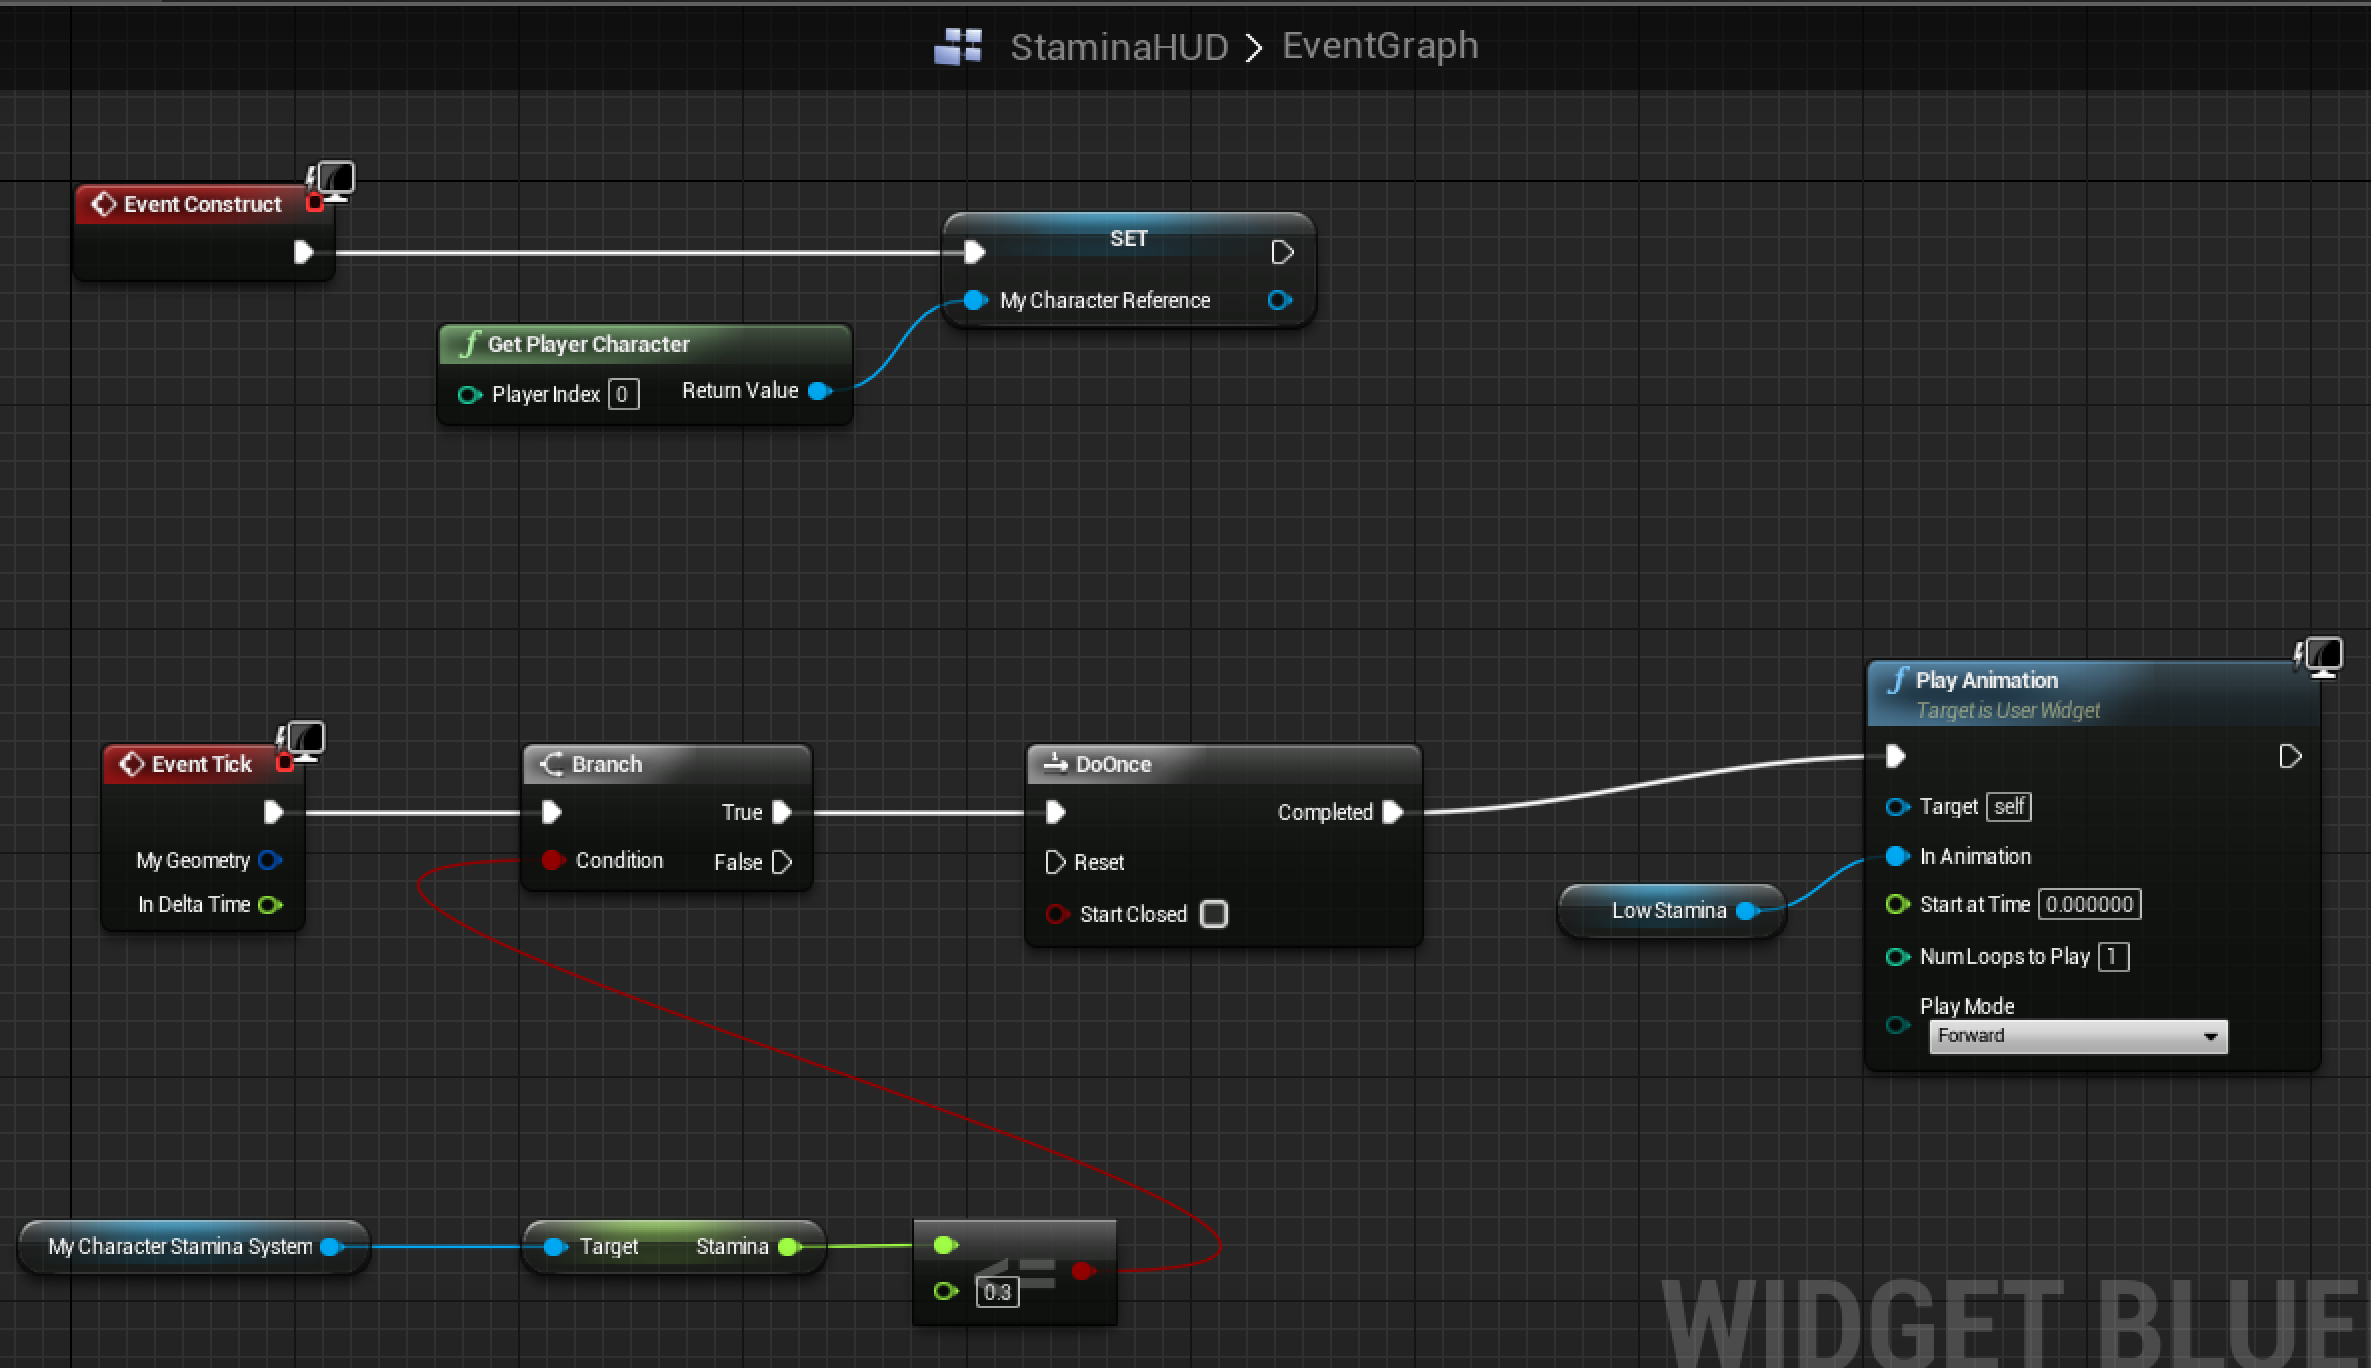 StaminaHUD > EventGraph
Event Construct
SET
My Character Reference
Get Player Character
Player Index 0 Return Value
Play Animation
Target is User Widget
Event Tick
My Geometry
In Delta Time
Branch
True
Condition False
DoOnce
Completed
Reset
Start Closed
Target self
In Animation
Low Stamina
Start at Time 0.000000
Num Loops to Play 1
Play Mode
Forward
My Character Stamina System
Target Stamina
<=
0.3
WIDGET BLUE